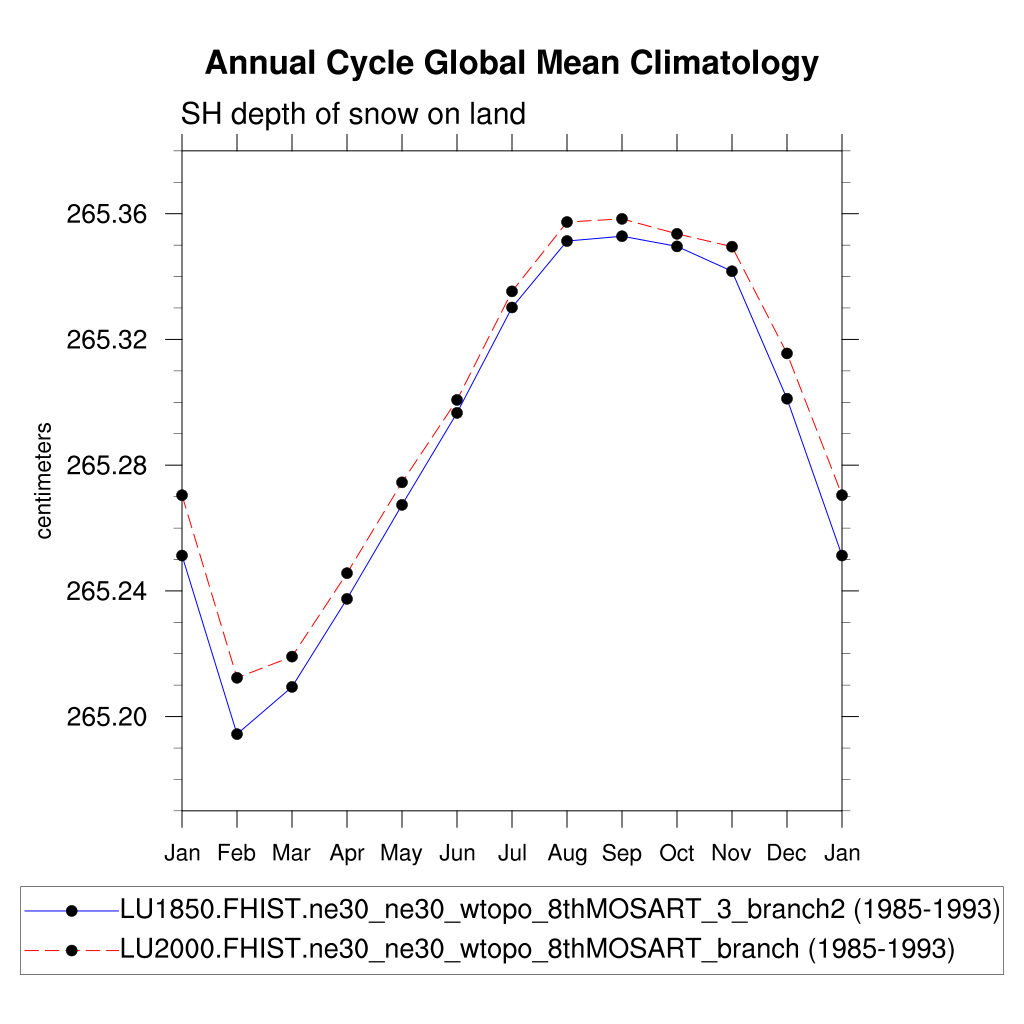 Annual Cycle Global Mean Climatology
SH depth of snow on land
265.36
265.32
265.28
265.24
265.20
centimeters
Jan Feb Mar Apr May Jun Jul Aug Sep Oct Nov Dec Jan
LU1850.FHIST.ne30_ne30_wtopo_8thMOSART_3_branch2 (1985-1993)
LU2000.FHIST.ne30_ne30_wtopo_8thMOSART_branch (1985-1993)